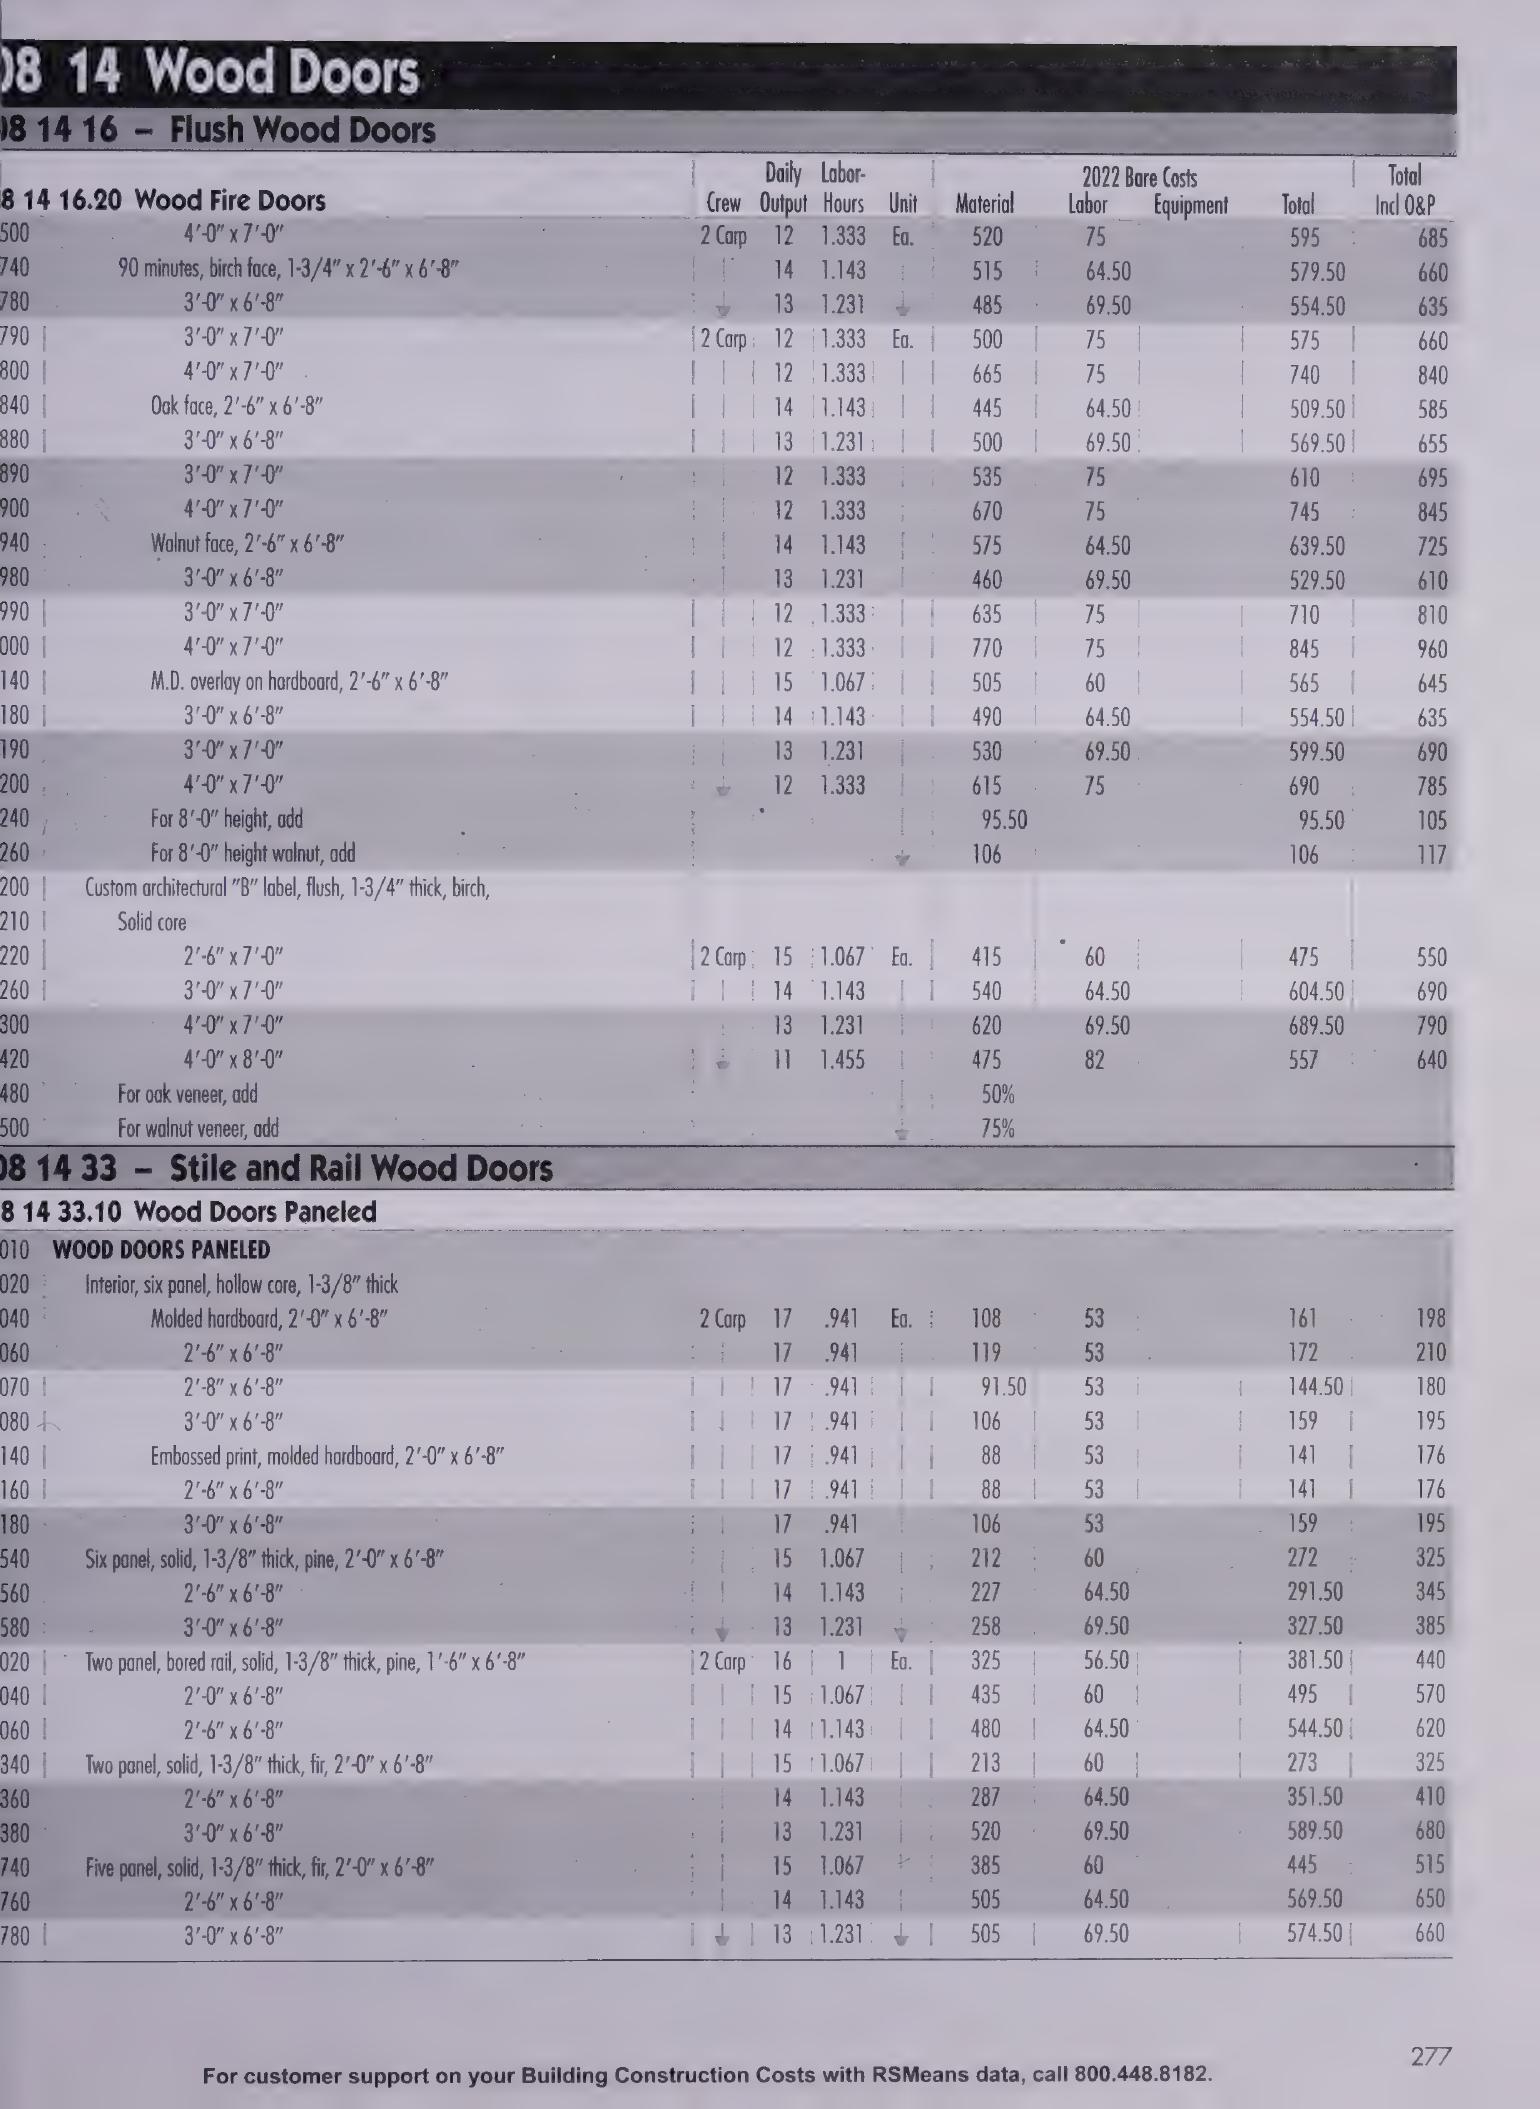 08 14 Wood Doors
08 14 16 – Flush Wood Doors
8 14 16.20 Wood Fire Doors Crew Daily Output Labor-Hours Unit Material 2022 Bare Costs Labor Equipment Total Total Incl O&P
500 4'-0" x 7'-0" 2 Carp 12 1.333 Ea. 520 75 595 685
740 90 minutes, birch face, 1-3/4" x 2'-6" x 6'-8" 14 1.143 515 64.50 579.50 660
780 3'-0" x 6'-8" 13 1.231 485 69.50 554.50 635
790 3'-0" x 7'-0" 2 Carp 12 1.333 Ea. 500 75 575 660
800 4'-0" x 7'-0" 12 1.333 665 75 740 840
840 Oak face, 2'-6" x 6'-8" 14 1.143 445 64.50 509.50 585
880 3'-0" x 6'-8" 13 1.231 500 69.50 569.50 655
890 3'-0" x 7'-0" 12 1.333 535 75 610 695
900 4'-0" x 7'-0" 12 1.333 670 75 745 845
940 Walnut face, 2'-6" x 6'-8" 14 1.143 575 64.50 639.50 725
980 3'-0" x 6'-8" 13 1.231 460 69.50 529.50 610
990 3'-0" x 7'-0" 12 1.333 635 75 710 810
000 4'-0" x 7'-0" 12 1.333 770 75 845 960
140 M.D. overlay on hardboard, 2'-6" x 6'-8" 15 1.067 505 60 565 645
180 3'-0" x 6'-8" 14 1.143 490 64.50 554.50 635
190 3'-0" x 7'-0" 13 1.231 530 69.50 599.50 690
200 4'-0" x 7'-0" 12 1.333 615 75 690 785
240 For 8'-0" height, add 95.50 95.50 105
260 For 8'-0" height walnut, add 106 106 117
200 Custom architectural "B" label, flush, 1-3/4" thick, birch,
210 Solid core
220 2'-6" x 7'-0" 2 Carp 15 1.067 Ea. 415 60 475 550
260 3'-0" x 7'-0" 14 1.143 540 64.50 604.50 690
300 4'-0" x 7'-0" 13 1.231 620 69.50 689.50 790
420 4'-0" x 8'-0" 11 1.455 475 82 557 640
480 For oak veneer, add 50%
500 For walnut veneer, add 75%
08 14 33 – Stile and Rail Wood Doors
8 14 33.10 Wood Doors Paneled
010 WOOD DOORS PANELED
020 Interior, six panel, hollow core, 1-3/8" thick
040 Molded hardboard, 2'-0" x 6'-8" 2 Carp 17 .941 Ea. 108 53 161 198
060 2'-6" x 6'-8" 17 .941 119 53 172 210
070 2'-8" x 6'-8" 17 .941 91.50 53 144.50 180
080 3'-0" x 6'-8" 17 .941 106 53 159 195
140 Embossed print, molded hardboard, 2'-0" x 6'-8" 17 .941 88 53 141 176
160 2'-6" x 6'-8" 17 .941 88 53 141 176
180 3'-0" x 6'-8" 17 .941 106 53 159 195
540 Six panel, solid, 1-3/8" thick, pine, 2'-0" x 6'-8" 15 1.067 212 60 272 325
560 2'-6" x 6'-8" 14 1.143 227 64.50 291.50 345
580 3'-0" x 6'-8" 13 1.231 258 69.50 327.50 385
020 Two panel, bored rail, solid, 1-3/8" thick, pine, 1'-6" x 6'-8" 2 Carp 16 1 Ea. 325 56.50 381.50 440
040 2'-0" x 6'-8" 15 1.067 435 60 495 570
060 2'-6" x 6'-8" 14 1.143 480 64.50 544.50 620
340 Two panel, solid, 1-3/8" thick, fir, 2'-0" x 6'-8" 15 1.067 213 60 273 325
360 2'-6" x 6'-8" 14 1.143 287 64.50 351.50 410
380 3'-0" x 6'-8" 13 1.231 520 69.50 589.50 680
740 Five panel, solid, 1-3/8" thick, fir, 2'-0" x 6'-8" 15 1.067 385 60 445 515
760 2'-6" x 6'-8" 14 1.143 505 64.50 569.50 650
780 3'-0" x 6'-8" 13 1.231 505 69.50 574.50 660
277
For customer support on your Building Construction Costs with RSMeans data, call 800.448.8182.